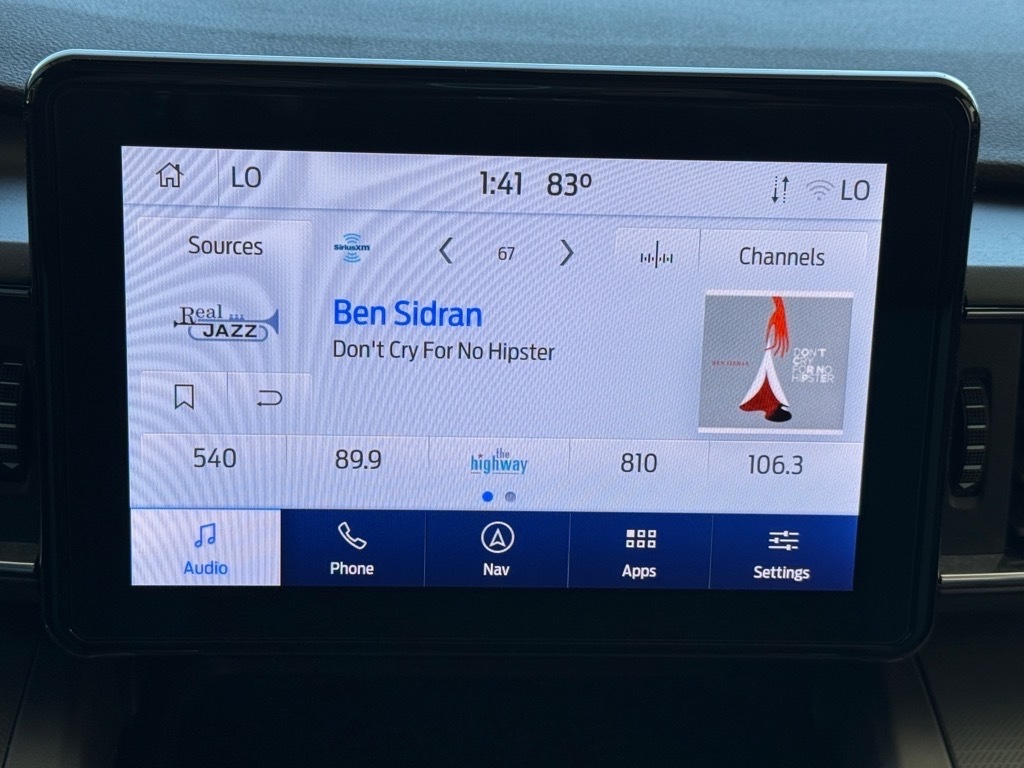 LO
1:41 83º
LO
Sources
SiriusXM
67
Channels
Real
JAZZ
Ben Sidran
Don't Cry For No Hipster
BEN SIDRAN
DON'T
CRY
FOR NO
HIPSTER
540
89.9
the
highway
810
106.3
Audio
Phone
Nav
Apps
Settings